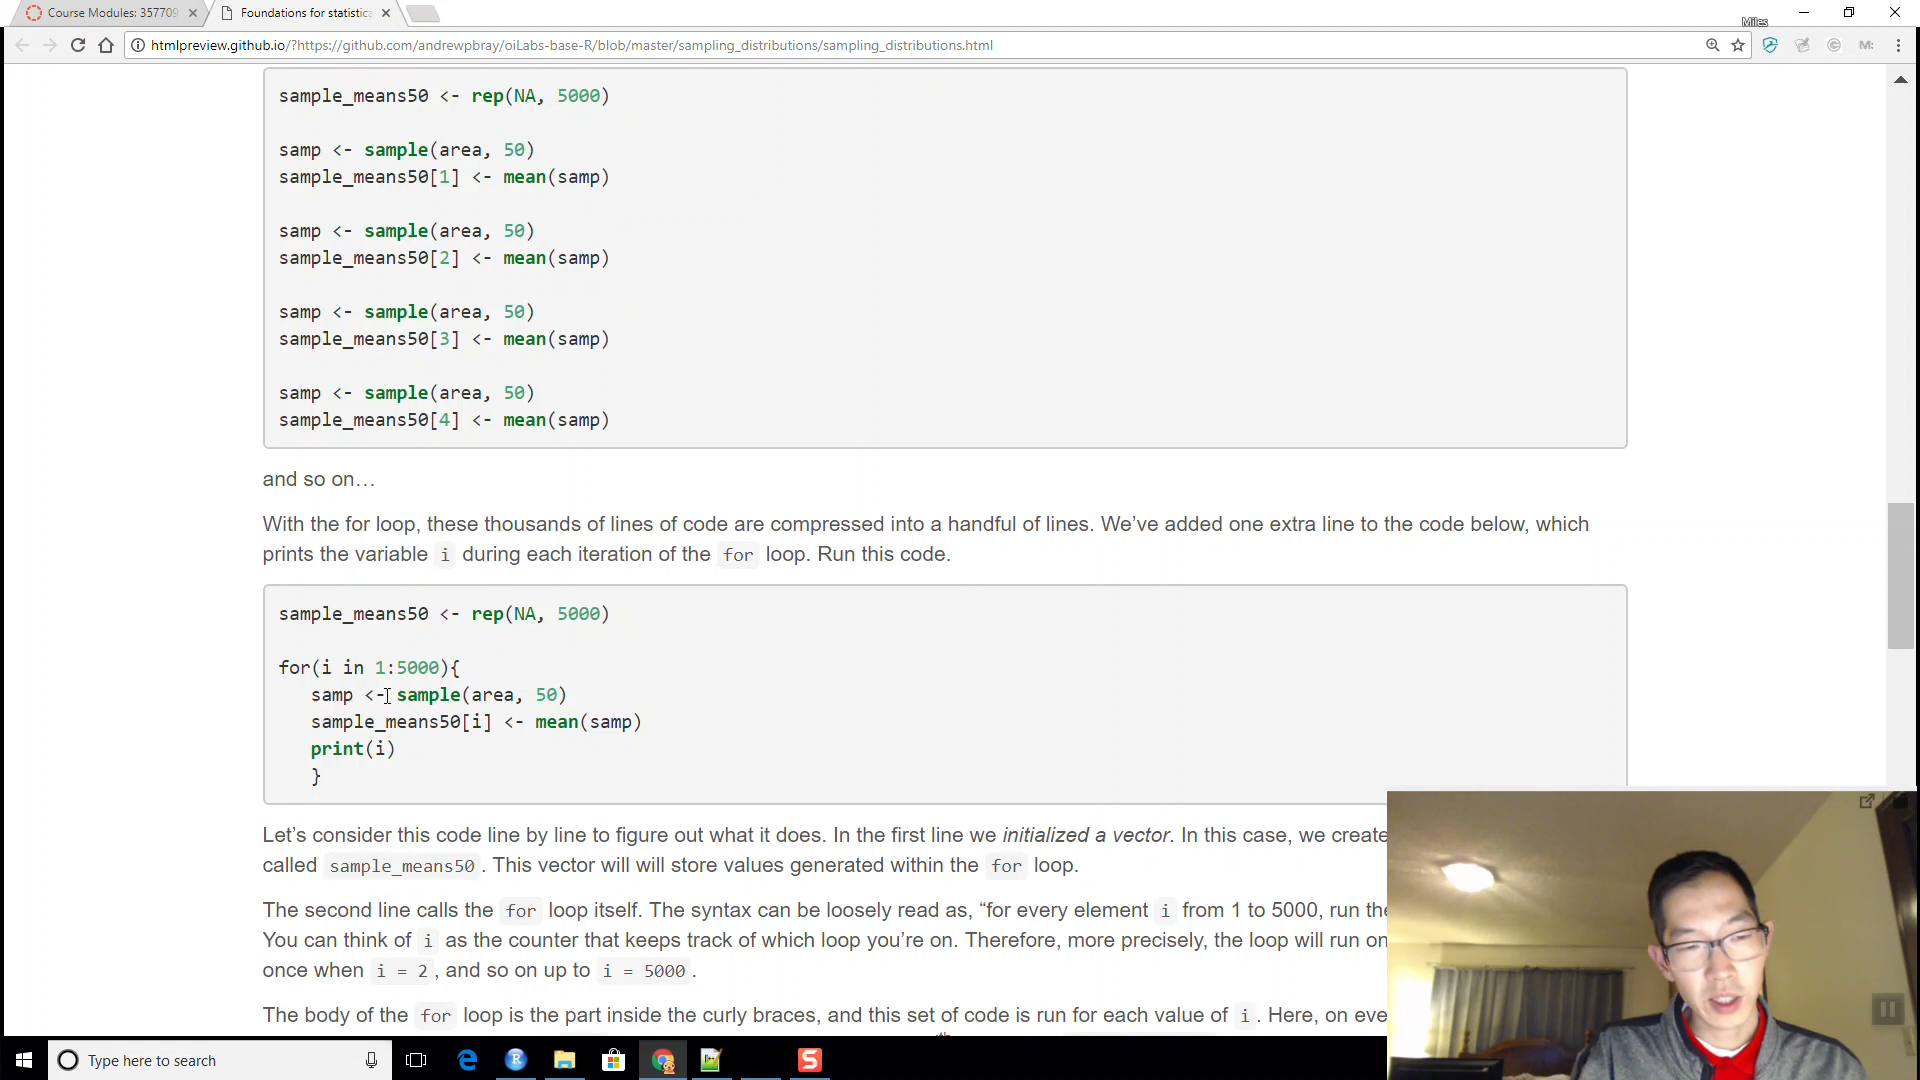 Course Modules: 357709
Foundations for statistica
Miles
htmlpreview.github.io/?https://github.com/andrewpbray/oiLabs-base-R/blob/master/sampling_distributions/sampling_distributions.html
sample_means50 <- rep(NA, 5000)
samp <- sample(area, 50)
sample_means50[1] <- mean(samp)
samp <- sample(area, 50)
sample_means50[2] <- mean(samp)
samp <- sample(area, 50)
sample_means50[3] <- mean(samp)
samp <- sample(area, 50)
sample_means50[4] <- mean(samp)
and so on…
With the for loop, these thousands of lines of code are compressed into a handful of lines. We’ve added one extra line to the code below, which
prints the variable i during each iteration of the for loop. Run this code.
sample_means50 <- rep(NA, 5000)
for(i in 1:5000){
samp <- sample(area, 50)
sample_means50[i] <- mean(samp)
print(i)
}
Let’s consider this code line by line to figure out what it does. In the first line we initialized a vector. In this case, we create
called sample_means50 . This vector will will store values generated within the for loop.
The second line calls the for loop itself. The syntax can be loosely read as, “for every element i from 1 to 5000, run the
You can think of i as the counter that keeps track of which loop you’re on. Therefore, more precisely, the loop will run on
once when i = 2 , and so on up to i = 5000 .
The body of the for loop is the part inside the curly braces, and this set of code is run for each value of i . Here, on eve
th
Type here to search